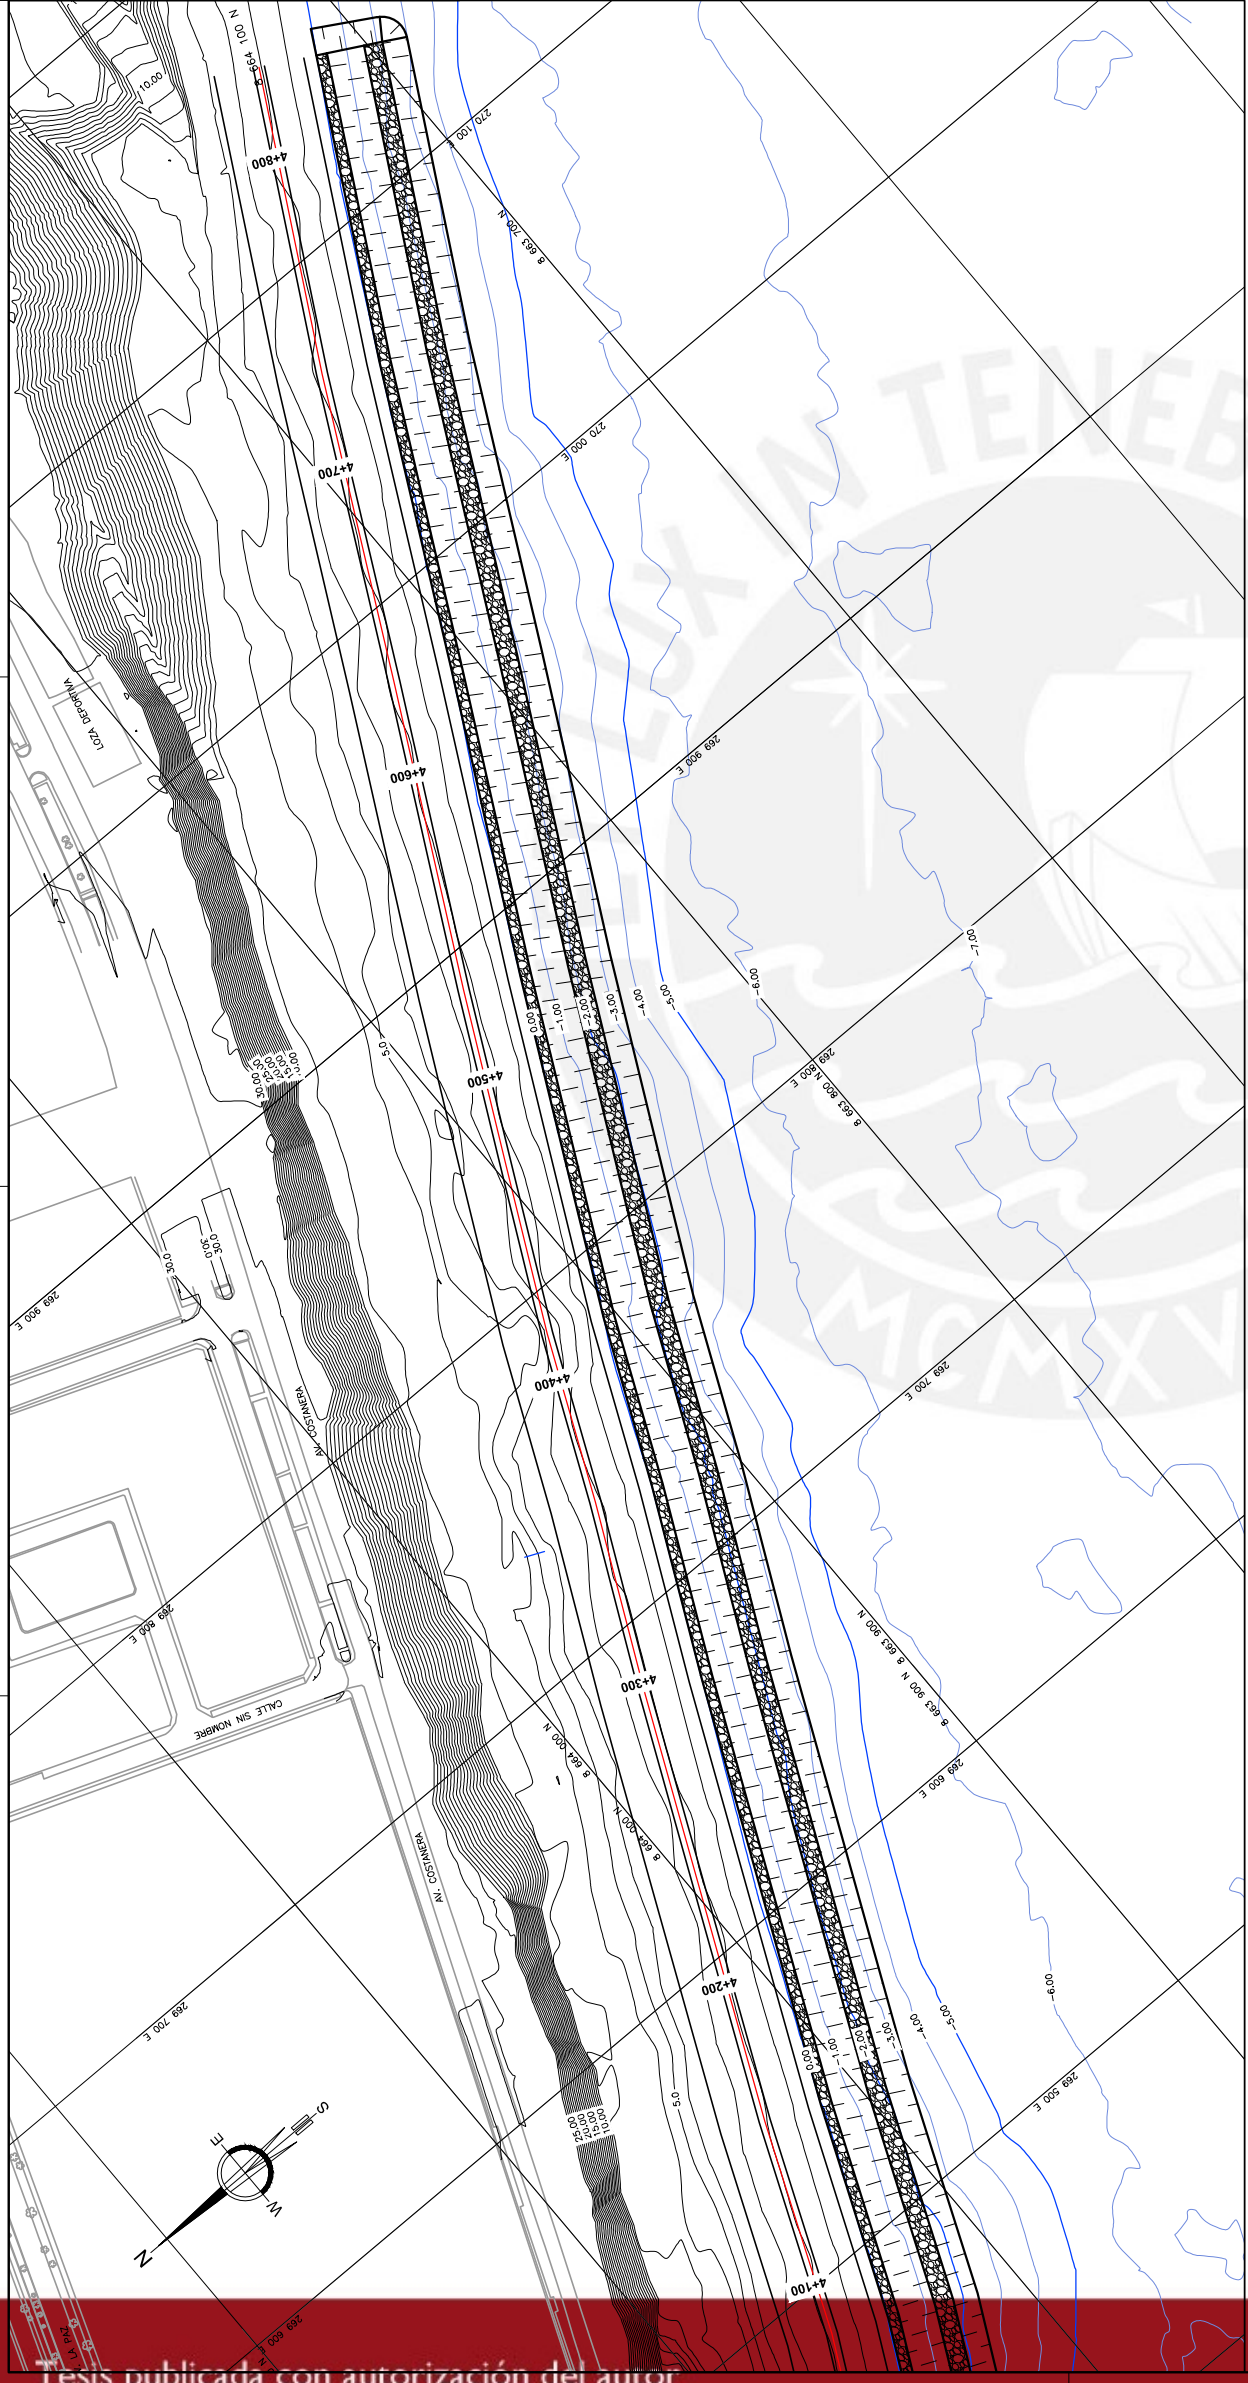 8 664 100 N
10.00
4+800
270 100 E
8 663 700 N
LUX IN TENEB
4+700
270 000 E
LOZA DEPORTIVA
4+600
269 900 E
-7.00
-6.00
0.00
-1.00
-2.00
-3.00
-4.00
-5.00
5.0
30.00
25.00
20.00
15.00
4+500
269 800 E
8 663 800 N
30.0
30.0
30.0
269 900 E
MCMXV
4+400
269 700 E
AV. COSTANERA
269 800 E
8 663 900 N
8 663 900 N
4+300
CALLE SIN NOMBRE
8 664 000 N
8 664 000 N
269 600 E
AV. COSTANERA
4+200
-6.00
269 700 E
0.00
-1.00
-2.00
-3.00
-4.00
-5.00
5.0
269 500 E
25.00
20.00
15.00
10.00
N
E
S
W
4+100
269 600 E
LA PAZ
Tesis publicada con autorización del autor